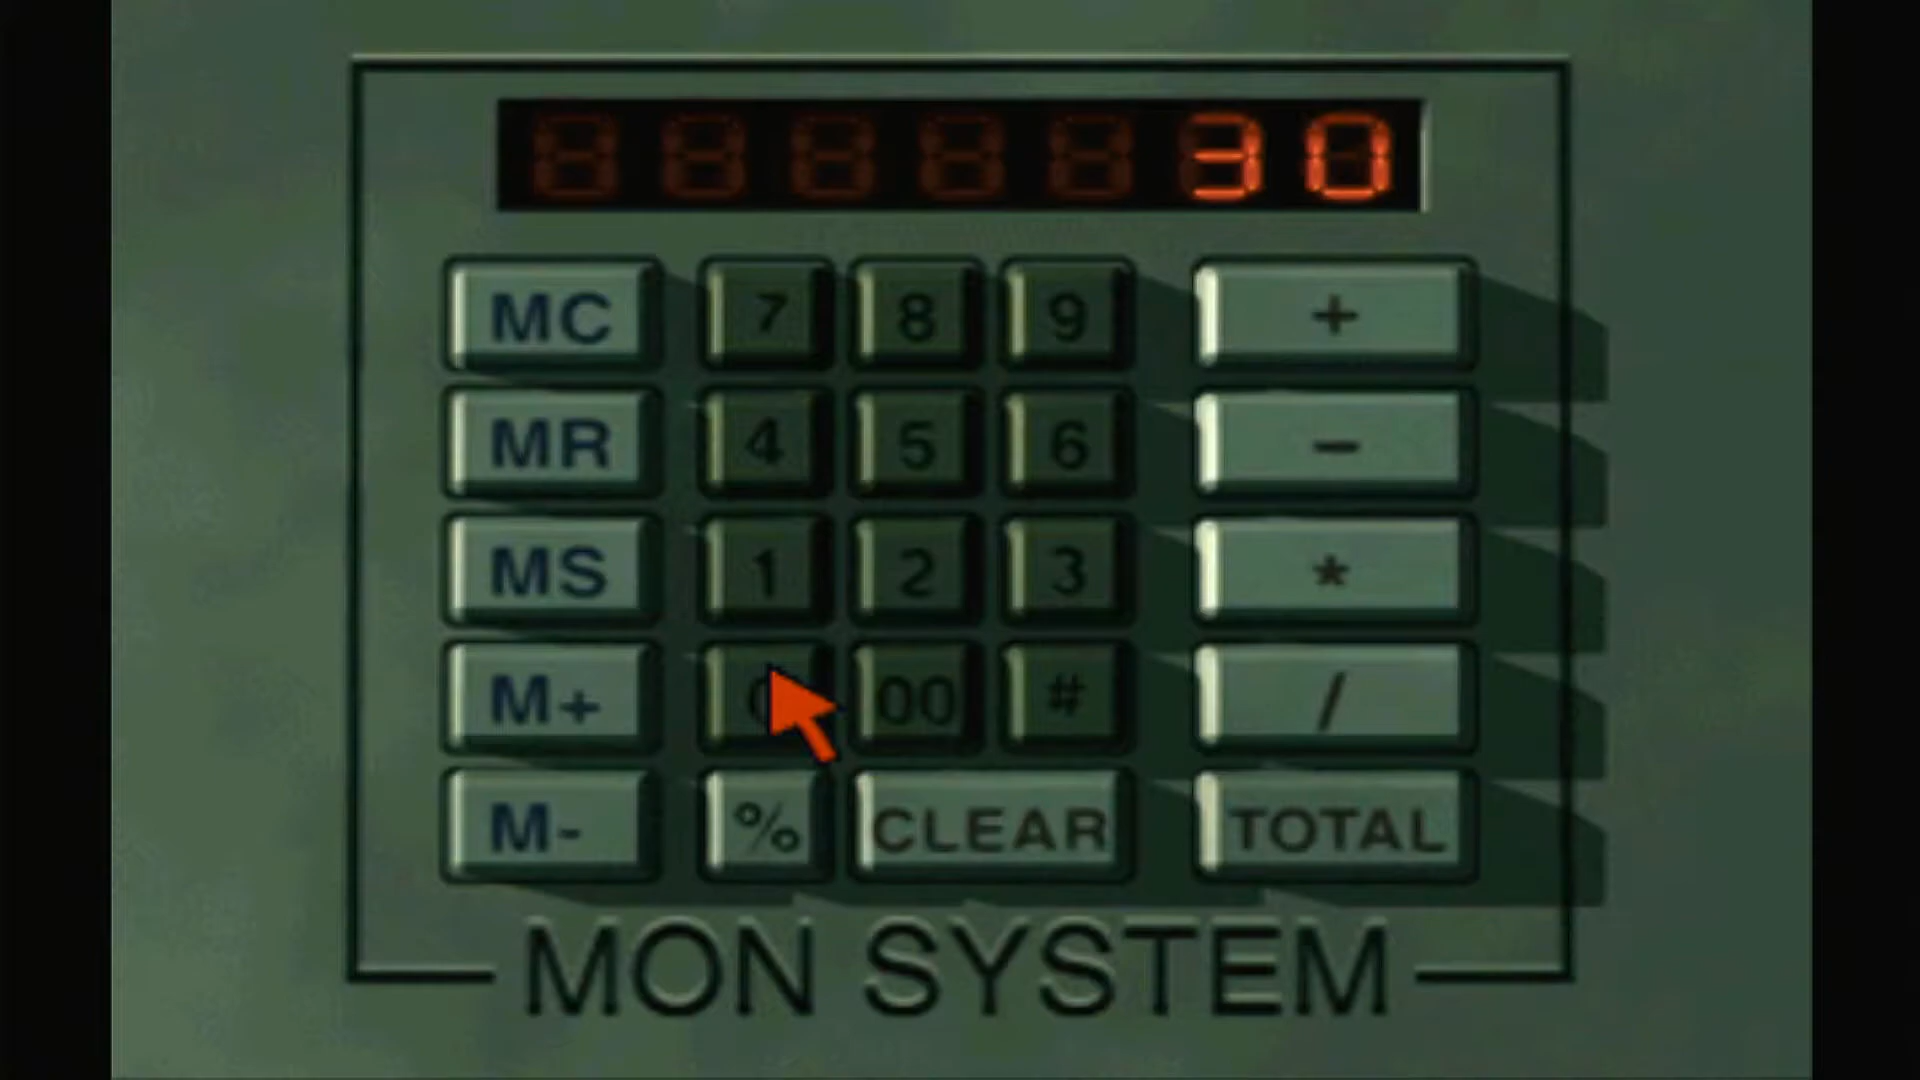 30
MC 7 8 9 +
MR 4 5 6 -
MS 1 2 3 *
M+ 00 # /
M- % CLEAR TOTAL
MON SYSTEM